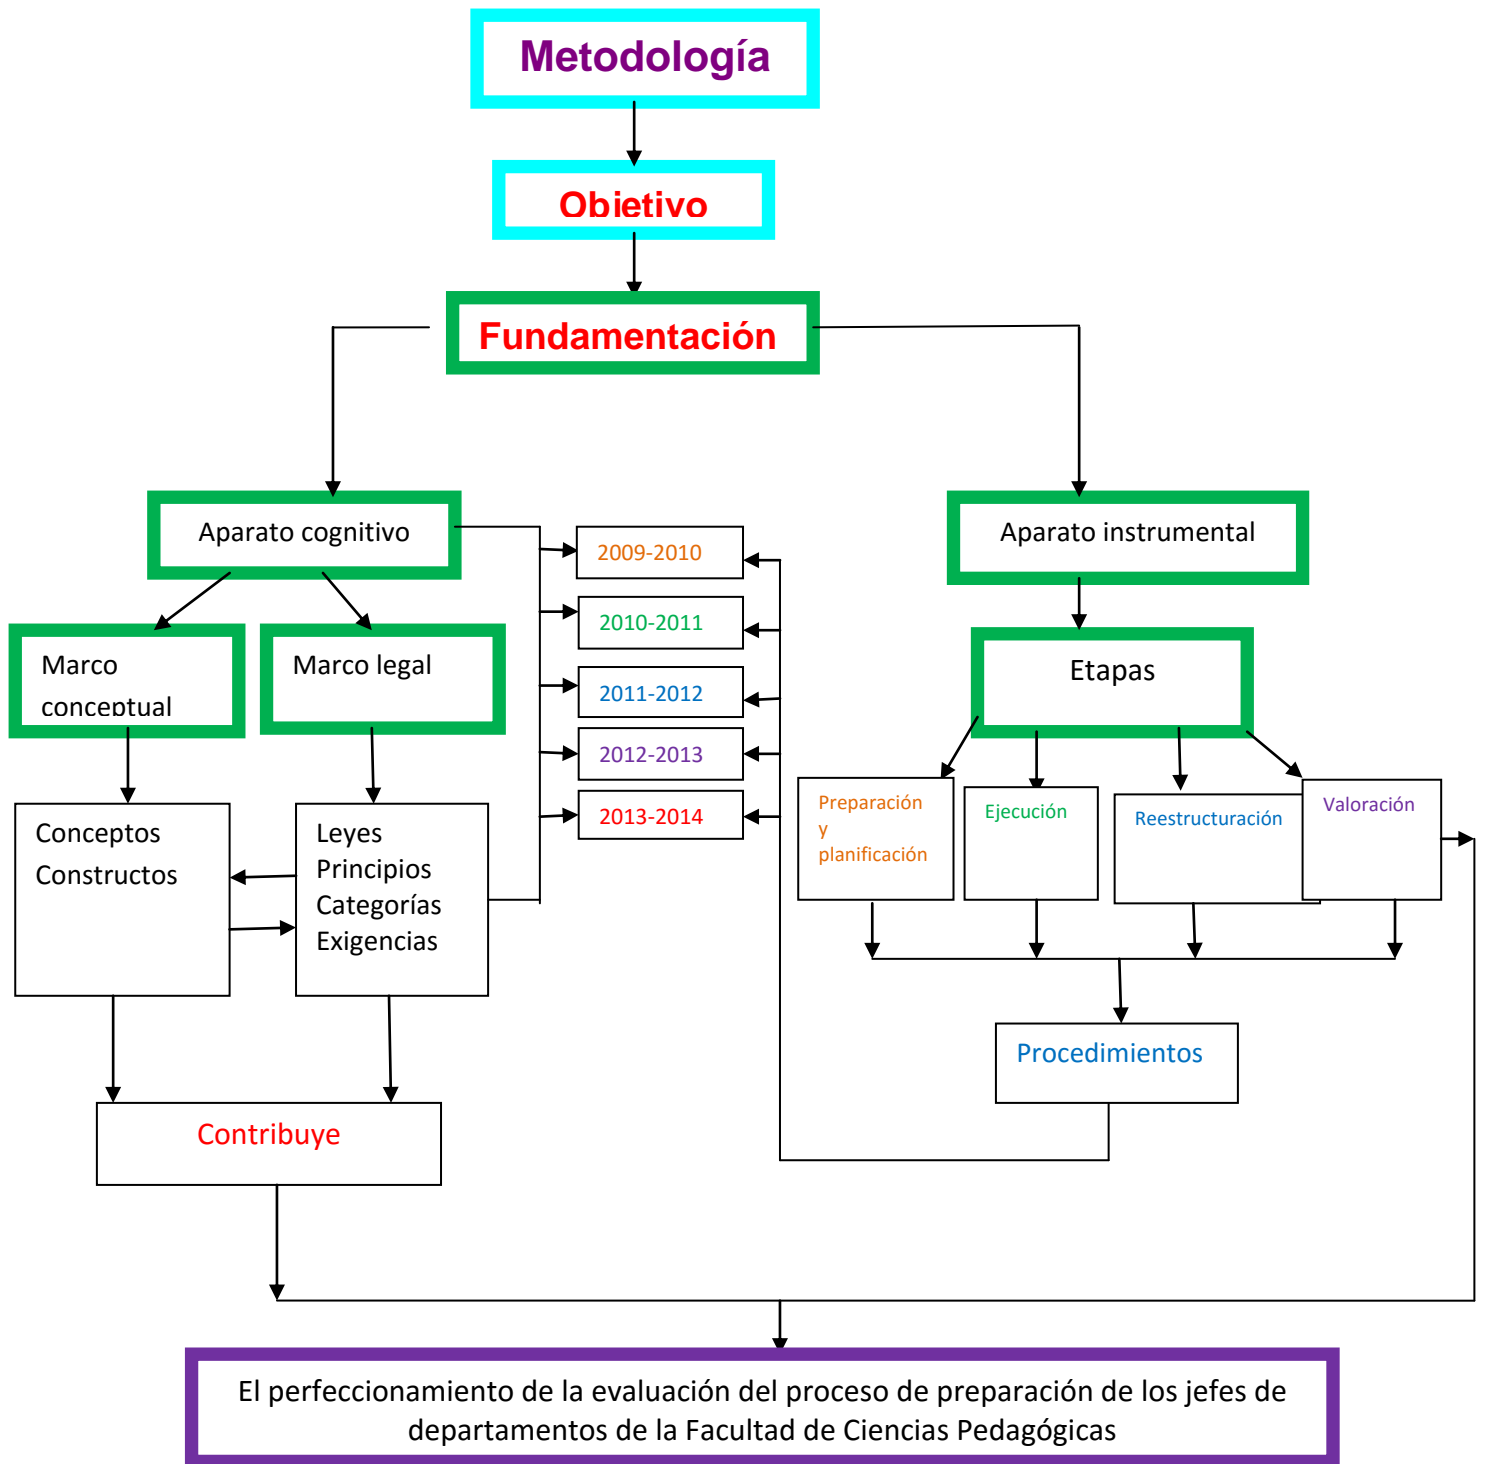 Metodología
Objetivo
Fundamentación
Aparato cognitivo
Aparato instrumental
2009-2010
2010-2011
2011-2012
2012-2013
2013-2014
Marco
conceptual
Marco legal
Etapas
Preparación
y
planificación
Ejecución
Reestructuración
Valoración
Conceptos
Constructos
Leyes
Principios
Categorías
Exigencias
Procedimientos
Contribuye
El perfeccionamiento de la evaluación del proceso de preparación de los jefes de
departamentos de la Facultad de Ciencias Pedagógicas